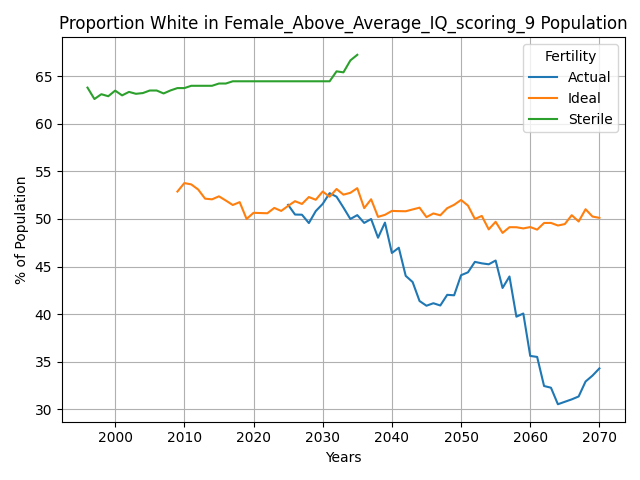 Proportion White in Female_Above_Average_IQ_scoring_9 Population
Fertility
Actual
Ideal
Sterile
% of Population
65
60
55
50
45
40
35
30
2000 2010 2020 2030 2040 2050 2060 2070
Years